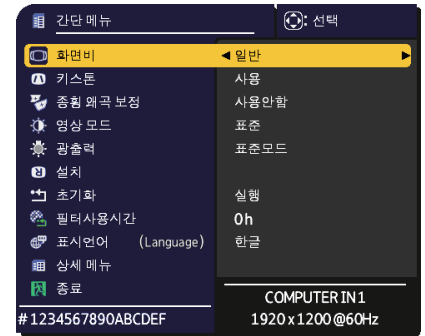 간단 메뉴 : 선택
화면비 일반
키스톤 사용
종횡 왜곡 보정 사용안함
영상 모드 표준
광출력 표준모드
설치
초기화 실행
필터사용시간 0h
표시언어 (Language) 한글
상세 메뉴
종료
COMPUTER IN1
#1234567890ABCDEF 1920 x 1200 @60Hz